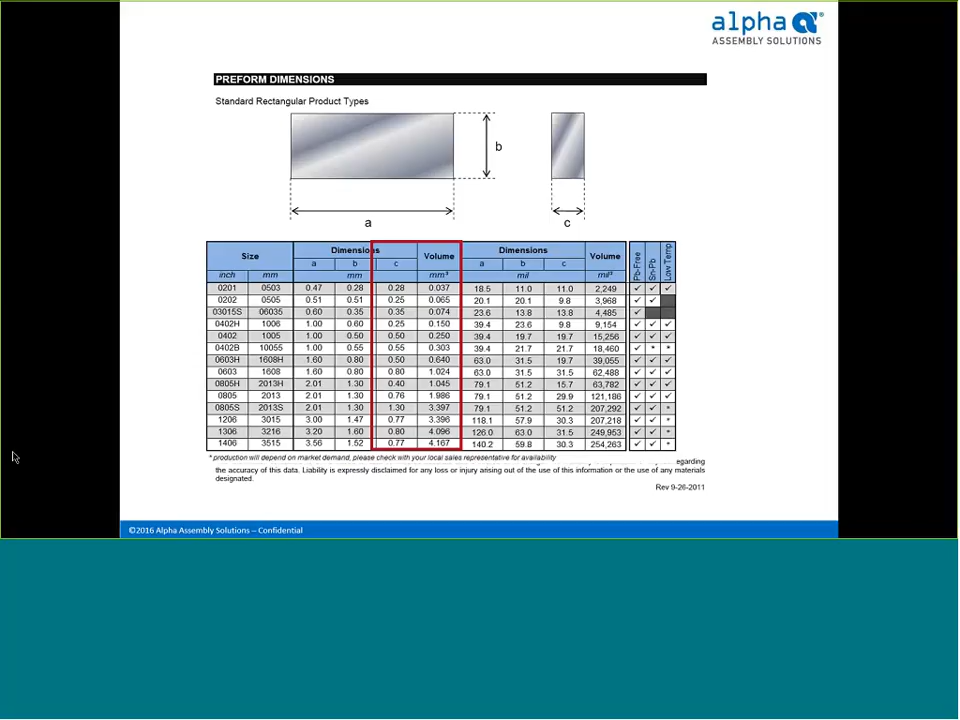 alpha
ASSEMBLY SOLUTIONS
PREFORM DIMENSIONS
Standard Rectangular Product Types
b
a c
Size Dimensions Volume Dimensions Volume Pb-Free Sn-Pb Low Temp
a b c a b c
inch mm mm mm³ mil mil³
0201 0503 0.47 0.28 0.28 0.037 18.5 11.0 11.0 2,249 ✓ ✓ ✓
0202 0505 0.51 0.51 0.25 0.065 20.1 20.1 9.8 3,968 ✓ ✓
03015S 06035 0.60 0.35 0.35 0.074 23.6 13.8 13.8 4,485 ✓
0402H 1006 1.00 0.60 0.25 0.150 39.4 23.6 9.8 9,154 ✓ ✓ ✓
0402 1005 1.00 0.50 0.50 0.250 39.4 19.7 19.7 15,256 ✓ ✓ ✓
0402B 10055 1.00 0.55 0.55 0.303 39.4 21.7 21.7 18,460 ✓ * *
0603H 1608H 1.60 0.80 0.50 0.640 63.0 31.5 19.7 39,055 ✓ ✓ ✓
0603 1608 1.60 0.80 0.80 1.024 63.0 31.5 31.5 62,488 ✓ ✓ ✓
0805H 2013H 2.01 1.30 0.40 1.045 79.1 51.2 15.7 63,782 ✓ ✓ ✓
0805 2013 2.01 1.30 0.76 1.986 79.1 51.2 29.9 121,186 ✓ ✓ ✓
0805S 2013S 2.01 1.30 1.30 3.397 79.1 51.2 51.2 207,292 ✓ ✓ *
1206 3015 3.00 1.47 0.77 3.396 118.1 57.9 30.3 207,218 ✓ ✓ *
1306 3216 3.20 1.60 0.80 4.096 126.0 63.0 31.5 249,953 ✓ ✓ *
1406 3515 3.56 1.52 0.77 4.167 140.2 59.8 30.3 254,263 ✓ ✓ *
* production will depend on market demand, please check with your local sales representative for availability
regarding
the accuracy of this data. Liability is expressly disclaimed for any loss or injury arising out of the use of this information or the use of any materials
designated.
Rev 9-26-2011
©2016 Alpha Assembly Solutions – Confidential